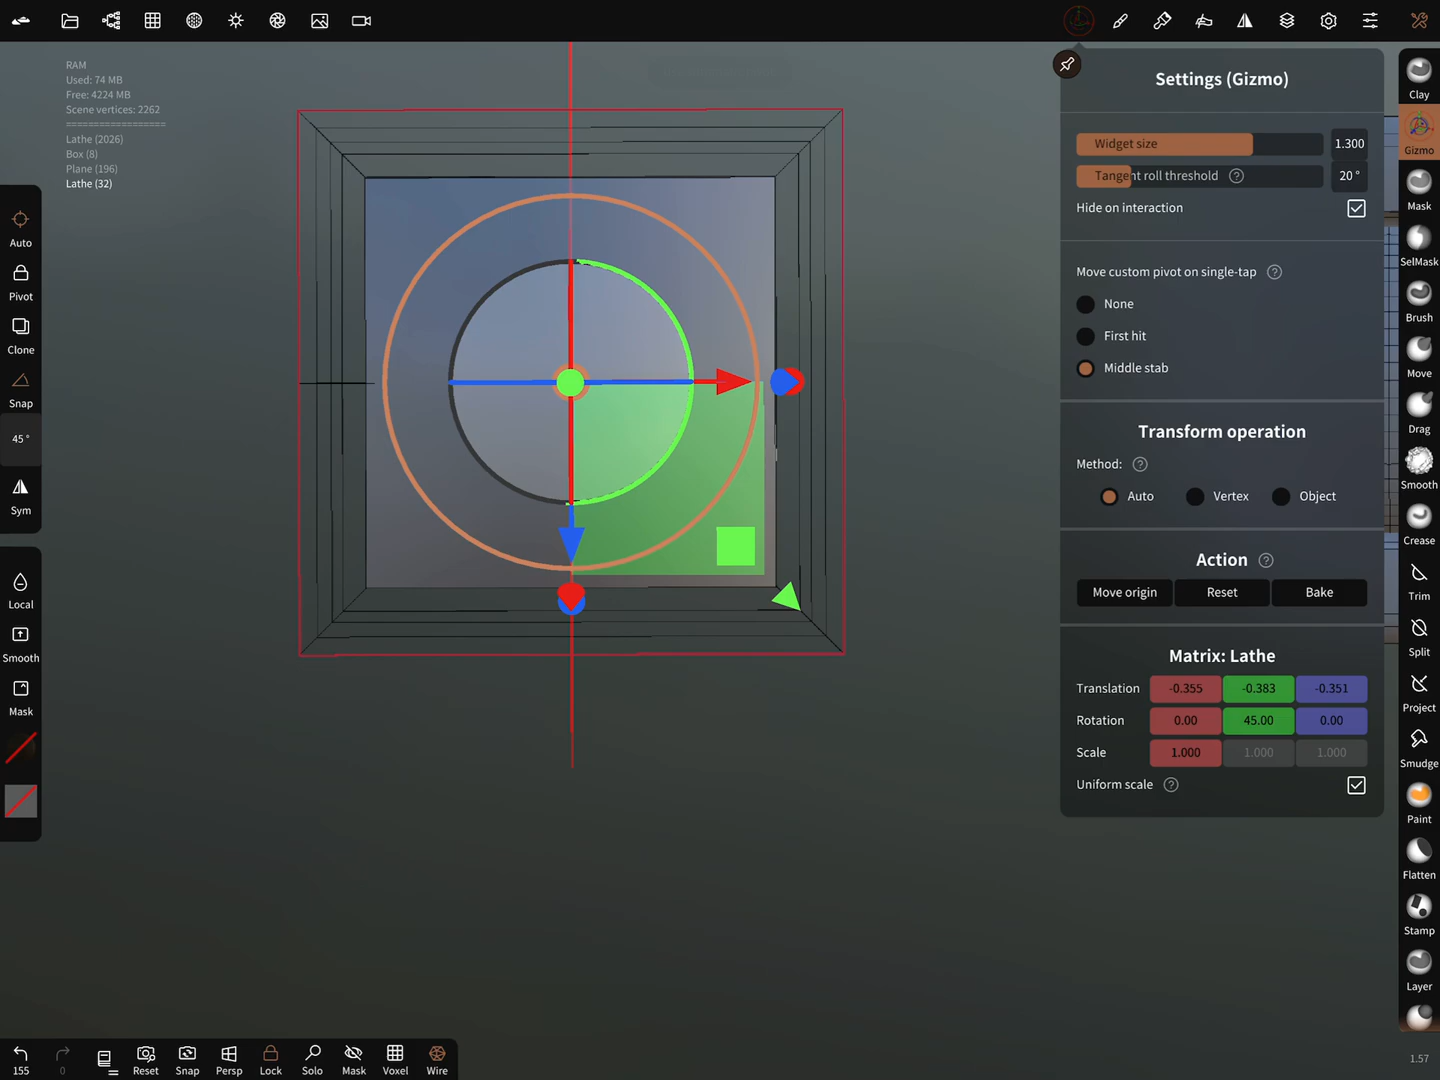 RAM
Used: 74 MB
Free: 4224 MB
Scene vertices: 2262
==================
Lathe (2026)
Box (8)
Plane (196)
Lathe (32)
Auto
Pivot
Clone
Snap
45 °
Sym
Local
Smooth
Mask
Settings (Gizmo)
Widget size 1.300
Tangent roll threshold ? 20 °
Hide on interaction
Move custom pivot on single-tap ?
None
First hit
Middle stab
Transform operation
Method: ?
Auto Vertex Object
Action ?
Move origin Reset Bake
Matrix: Lathe
Translation -0.355 -0.383 -0.351
Rotation 0.00 45.00 0.00
Scale 1.000 1.000 1.000
Uniform scale ?
Clay
Gizmo
Mask
SelMask
Brush
Move
Drag
Smooth
Crease
Trim
Split
Project
Smudge
Paint
Flatten
Stamp
Layer
155 0 Reset Snap Persp Lock Solo Mask Voxel Wire
1.57